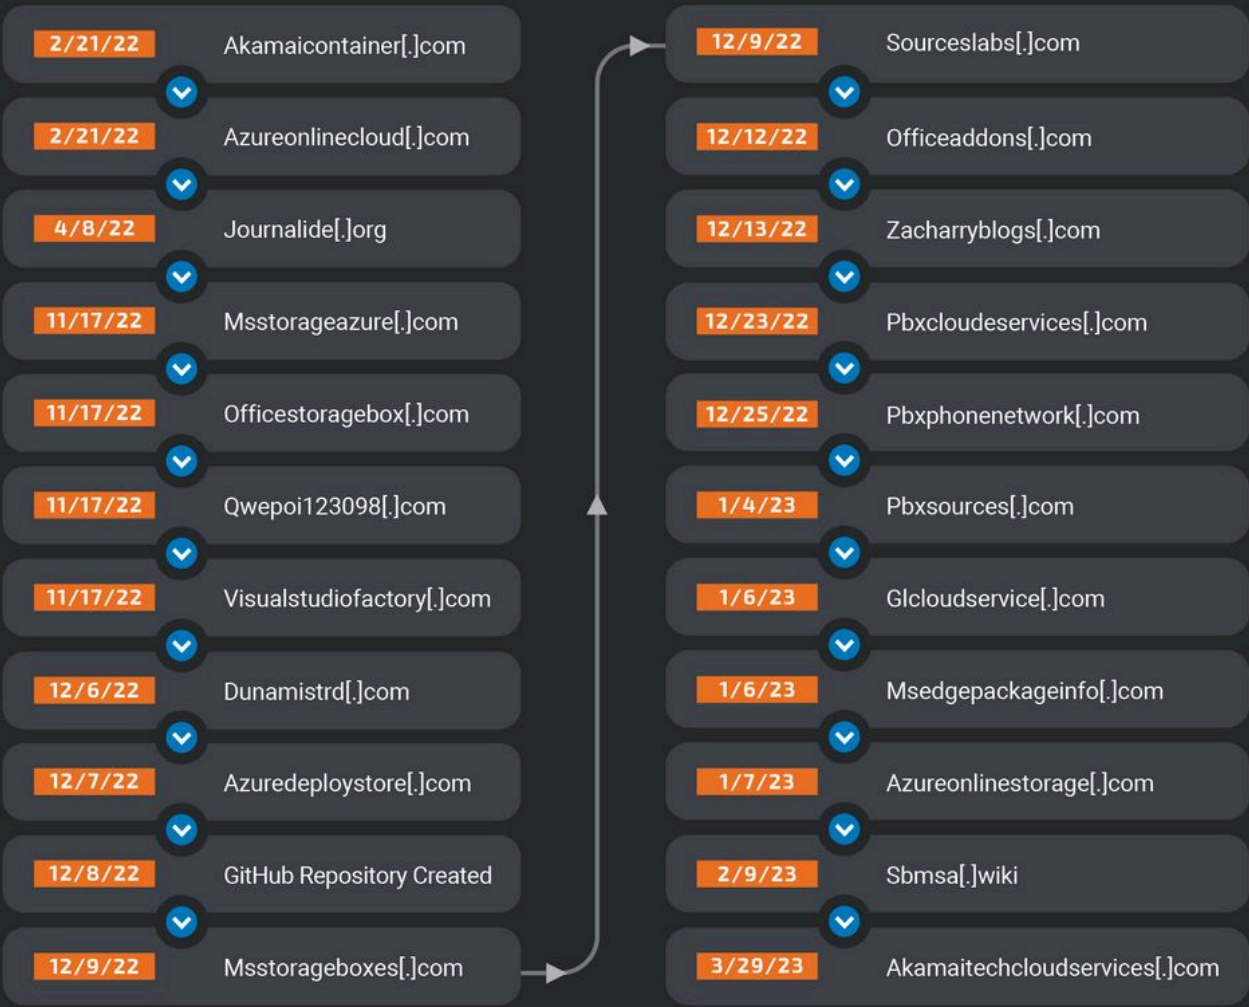 2/21/22 Akamaicontainer[.]com
2/21/22 Azureonlinecloud[.]com
4/8/22 Journalide[.]org
11/17/22 Msstorageazure[.]com
11/17/22 Officestoragebox[.]com
11/17/22 Qwepoi123098[.]com
11/17/22 Visualstudiofactory[.]com
12/6/22 Dunamistrd[.]com
12/7/22 Azuredeploystore[.]com
12/8/22 GitHub Repository Created
12/9/22 Msstorageboxes[.]com
12/9/22 Sourceslabs[.]com
12/12/22 Officeaddons[.]com
12/13/22 Zacharryblogs[.]com
12/23/22 Pbxcloudeservices[.]com
12/25/22 Pbxphonenetwork[.]com
1/4/23 Pbxsources[.]com
1/6/23 Glcloudservice[.]com
1/6/23 Msedgepackageinfo[.]com
1/7/23 Azureonlinestorage[.]com
2/9/23 Sbmsa[.]wiki
3/29/23 Akamaitechcloudservices[.]com